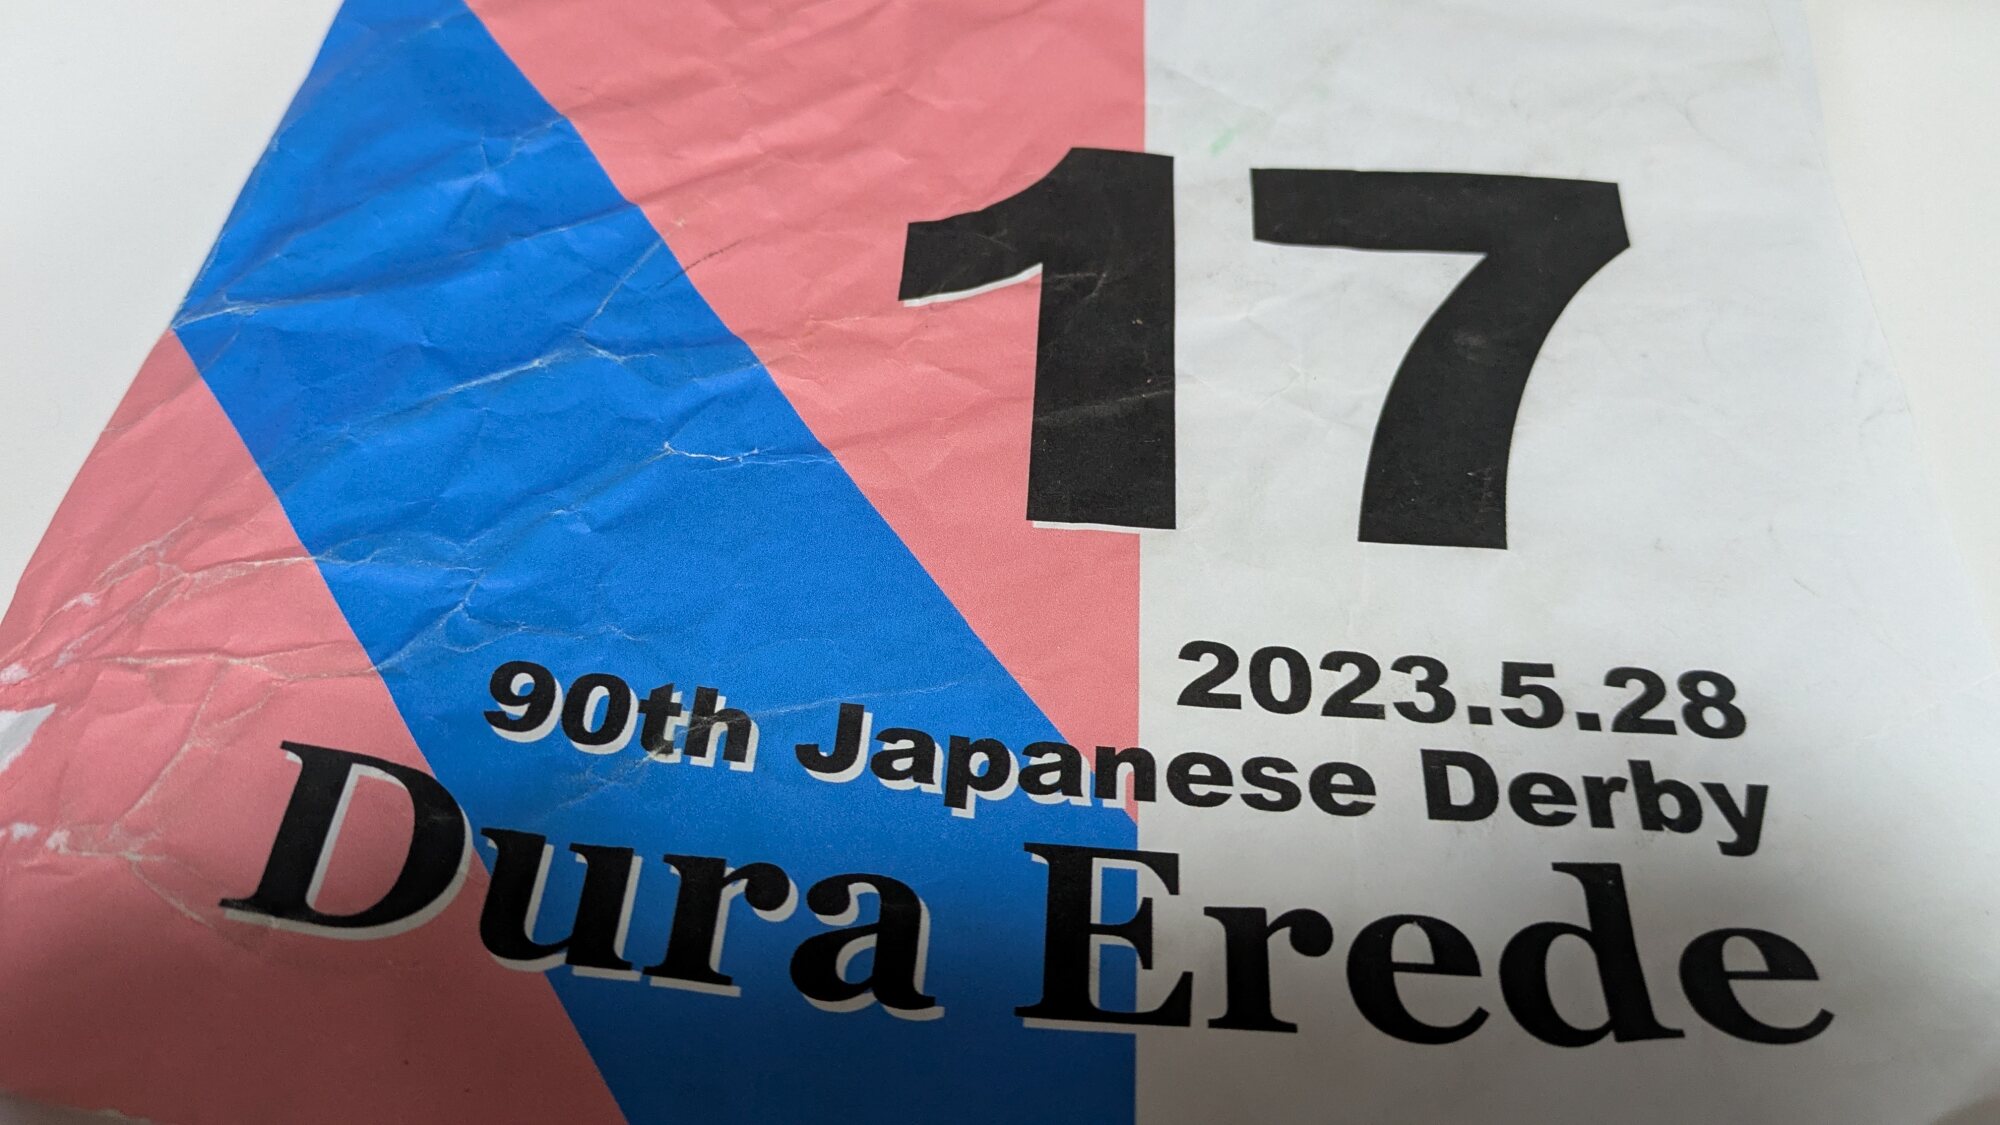 17
2023.5.28
90th Japanese Derby
Dura Erede